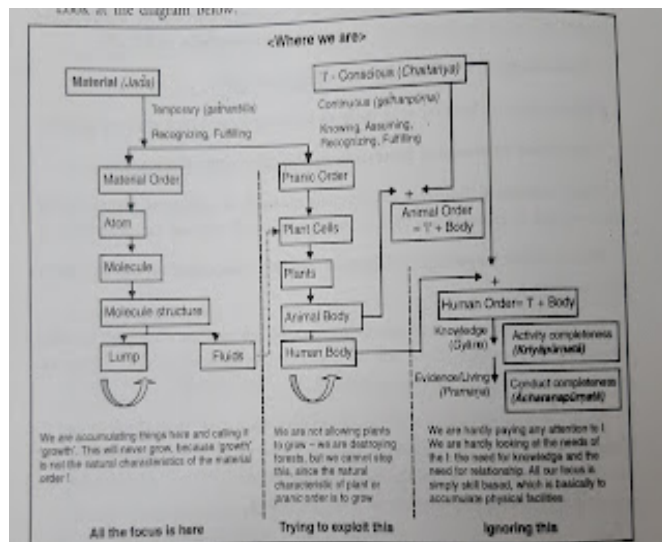 Look at the diagram below.
<Where we are>
Material (Jaḍa)
'I' - Conscious (Chaitanya)
Temporary
Recognizing, Fulfilling
Continuous
Knowing, Assuming,
Recognizing, Fulfilling
Material Order
Pranic Order
Atom
Plant Cells
Animal Order
= 'I' + Body
Molecule
Plants
Molecule structure
Animal Body
Human Order= 'I' + Body
Lump
Fluids
Human Body
Knowledge
Activity completeness
Evidence/Living
Conduct completeness
We are accumulating things here and calling it
'growth'. This will never grow, because 'growth'
is not the natural characteristics of the material
order !
We are not allowing plants
to grow – we are destroying
forests, but we cannot stop
this, since the natural
characteristic of plant or
pranic order is to grow
We are hardly paying any attention to I.
We are hardly looking at the needs of
the I: the need for knowledge and the
need for relationship. All our focus is
simply skill based, which is basically to
accumulate physical facilities
All the focus is here
Trying to exploit this
Ignoring this